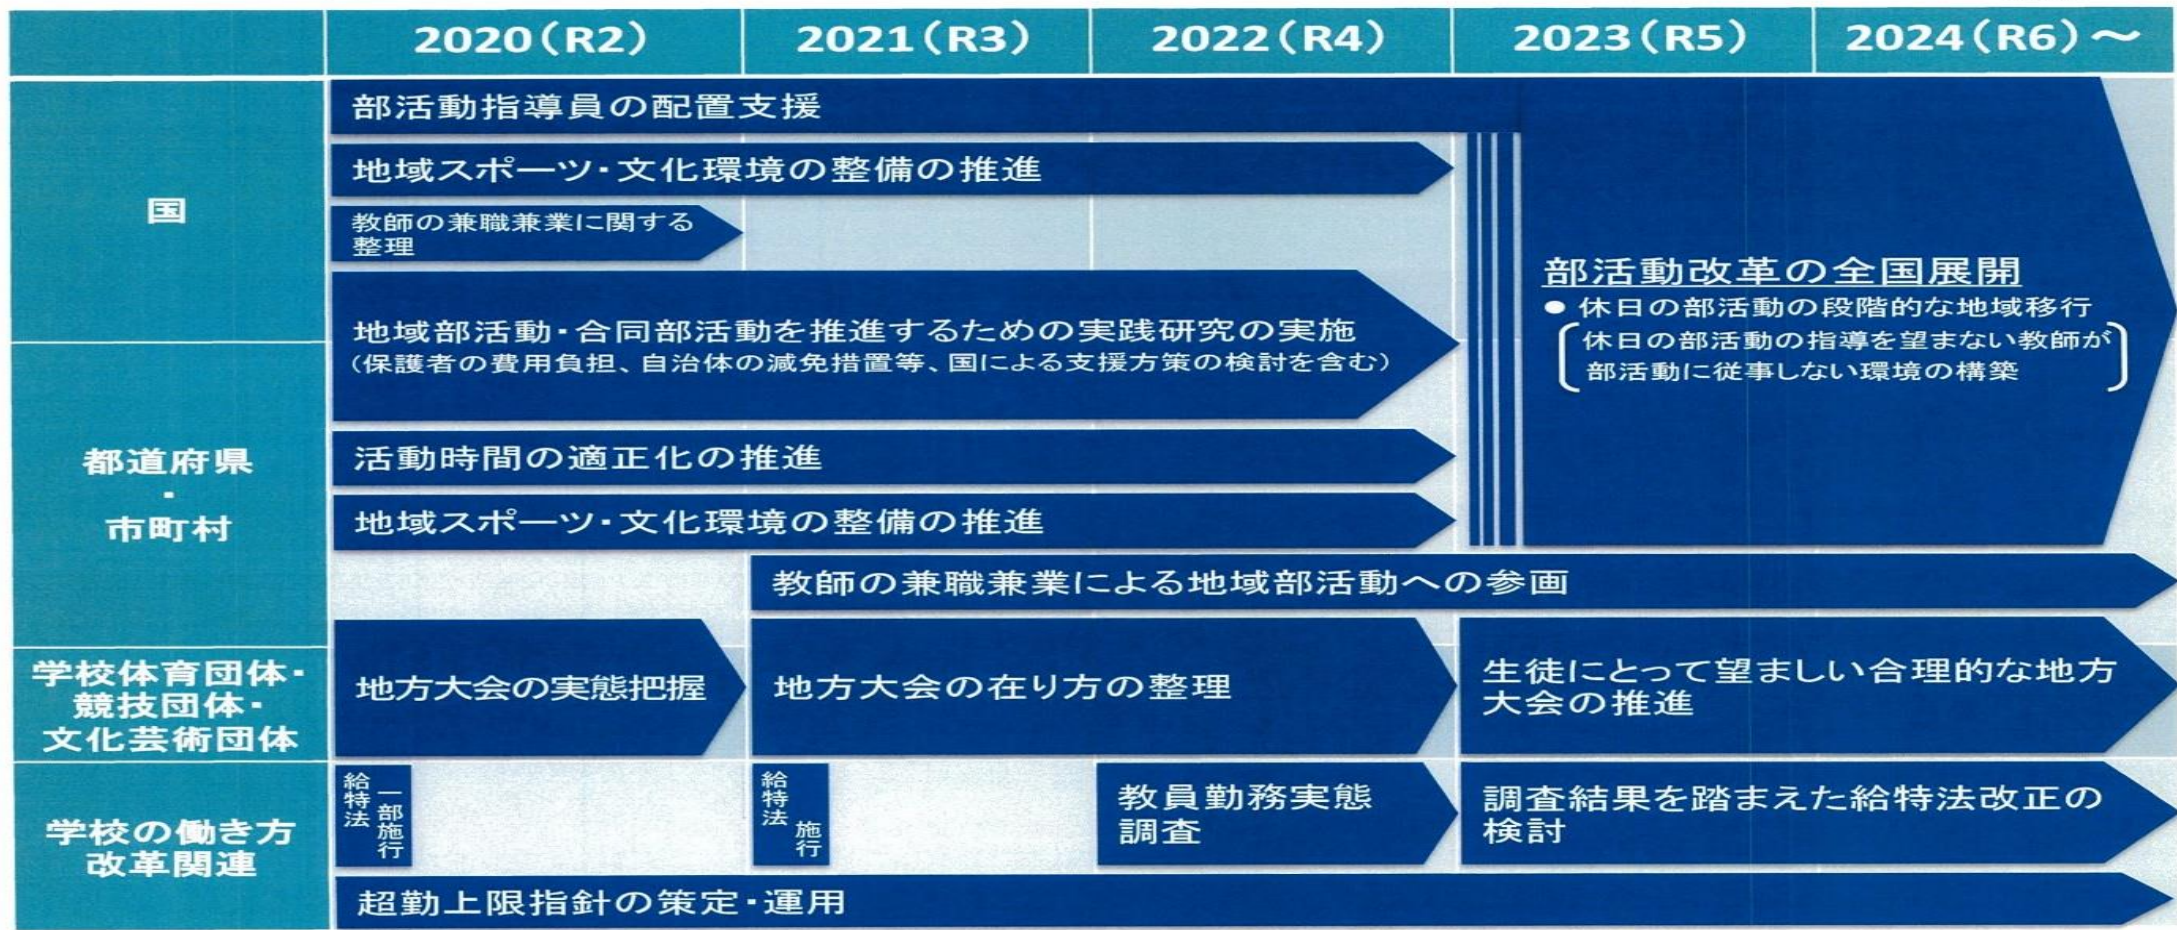 2020(R2)
2021(R3)
2022(R4)
2023(R5)
2024(R6)~
国
部活動指導員の配置支援
地域スポーツ・文化環境の整備の推進
教師の兼職兼業に関する
整理
地域部活動・合同部活動を推進するための実践研究の実施
(保護者の費用負担、自治体の減免措置等、国による支援方策の検討を含む)
部活動改革の全国展開
● 休日の部活動の段階的な地域移行
休日の部活動の指導を望まない教師が
部活動に従事しない環境の構築
都道府県
・
市町村
活動時間の適正化の推進
地域スポーツ・文化環境の整備の推進
教師の兼職兼業による地域部活動への参画
学校体育団体・
競技団体・
文化芸術団体
地方大会の実態把握
地方大会の在り方の整理
生徒にとって望ましい合理的な地方
大会の推進
学校の働き方
改革関連
給特法
一部施行
給特法
施行
教員勤務実態
調査
調査結果を踏まえた給特法改正の
検討
超勤上限指針の策定・運用